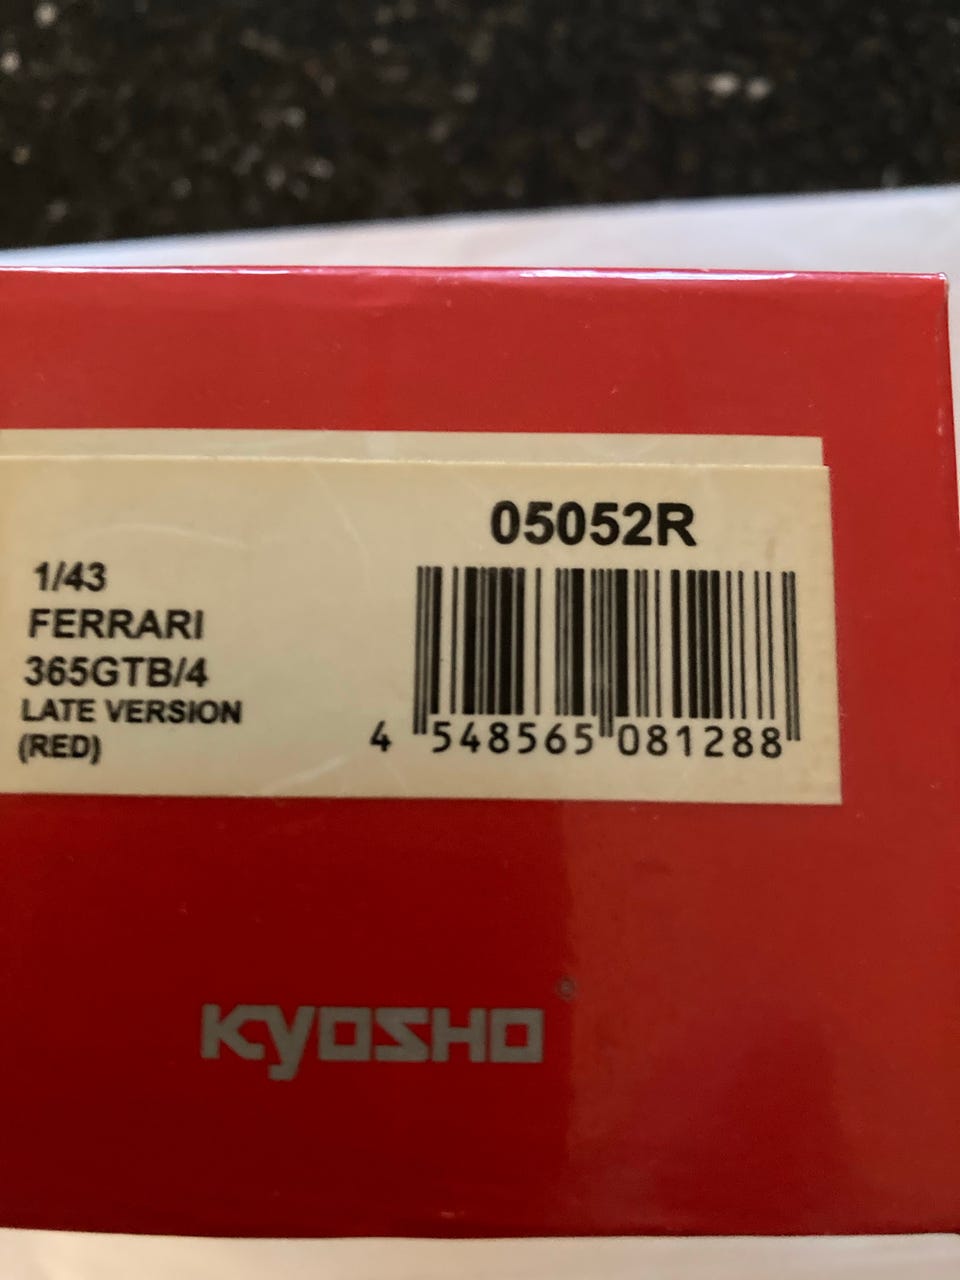 05052R
1/43
FERRARI
365GTB/4
LATE VERSION
(RED)
4 548565 081288
KYOSHO®